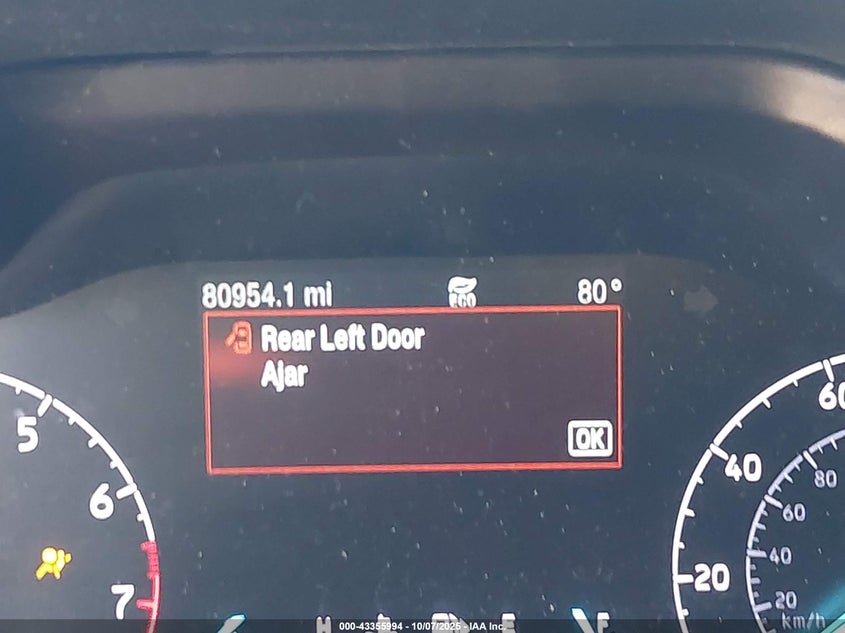 80954.1 mi ECO 80°
Rear Left Door
Ajar
OK
5
6
7
60
40
20
80
60
40
20
km/h
H E F
000-43355994 - 10/07/2025 - IAA Inc.